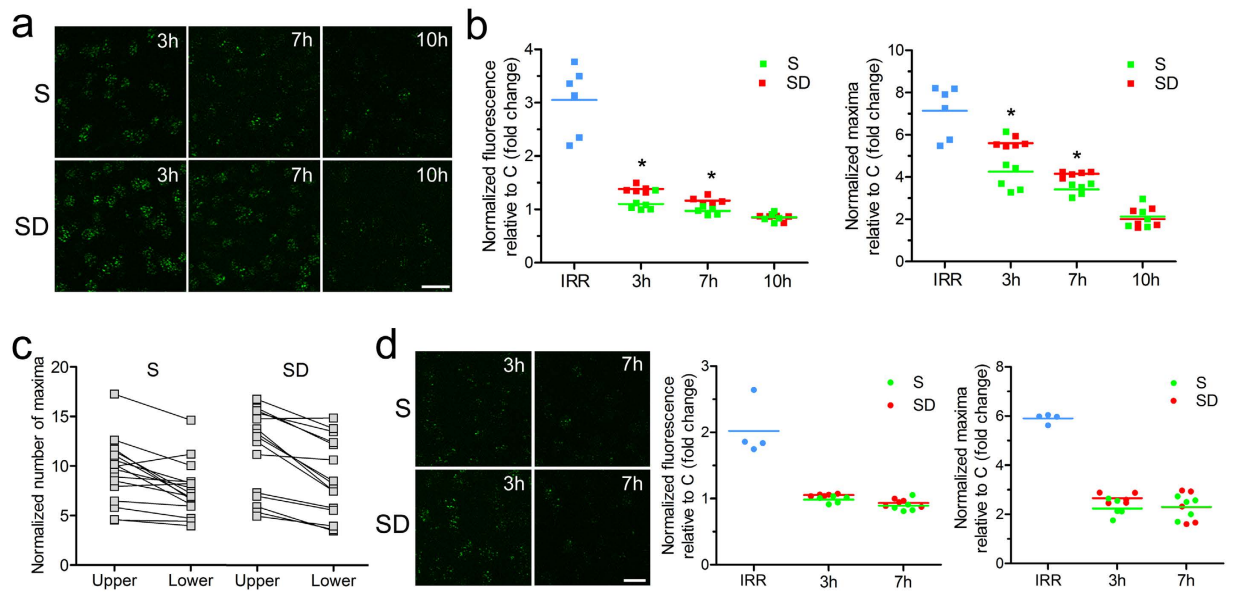 a
3h
7h
10h
S
3h
7h
10h
SD
b
Normalized fluorescence
relative to C (fold change)
4
3
2
1
0
S
SD
*
*
IRR
3h
7h
10h
Normalized maxima
relative to C (fold change)
10
8
6
4
2
0
S
SD
*
*
IRR
3h
7h
10h
c
Normalized number of maxima
20
15
10
5
0
S
SD
Upper
Lower
Upper
Lower
d
3h
7h
S
3h
7h
SD
Normalized fluorescence
relative to C (fold change)
3
2
1
0
S
SD
IRR
3h
7h
Normalized maxima
relative to C (fold change)
8
6
4
2
0
S
SD
IRR
3h
7h